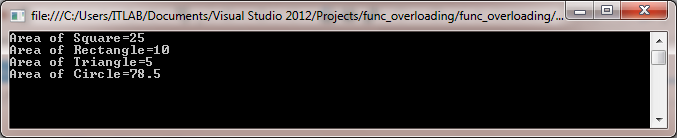 file:///C:/Users/ITLAB/Documents/Visual Studio 2012/Projects/func_overloading/func_overloading/...
Area of Square=25
Area of Rectangle=10
Area of Triangle=5
Area of Circle=78.5